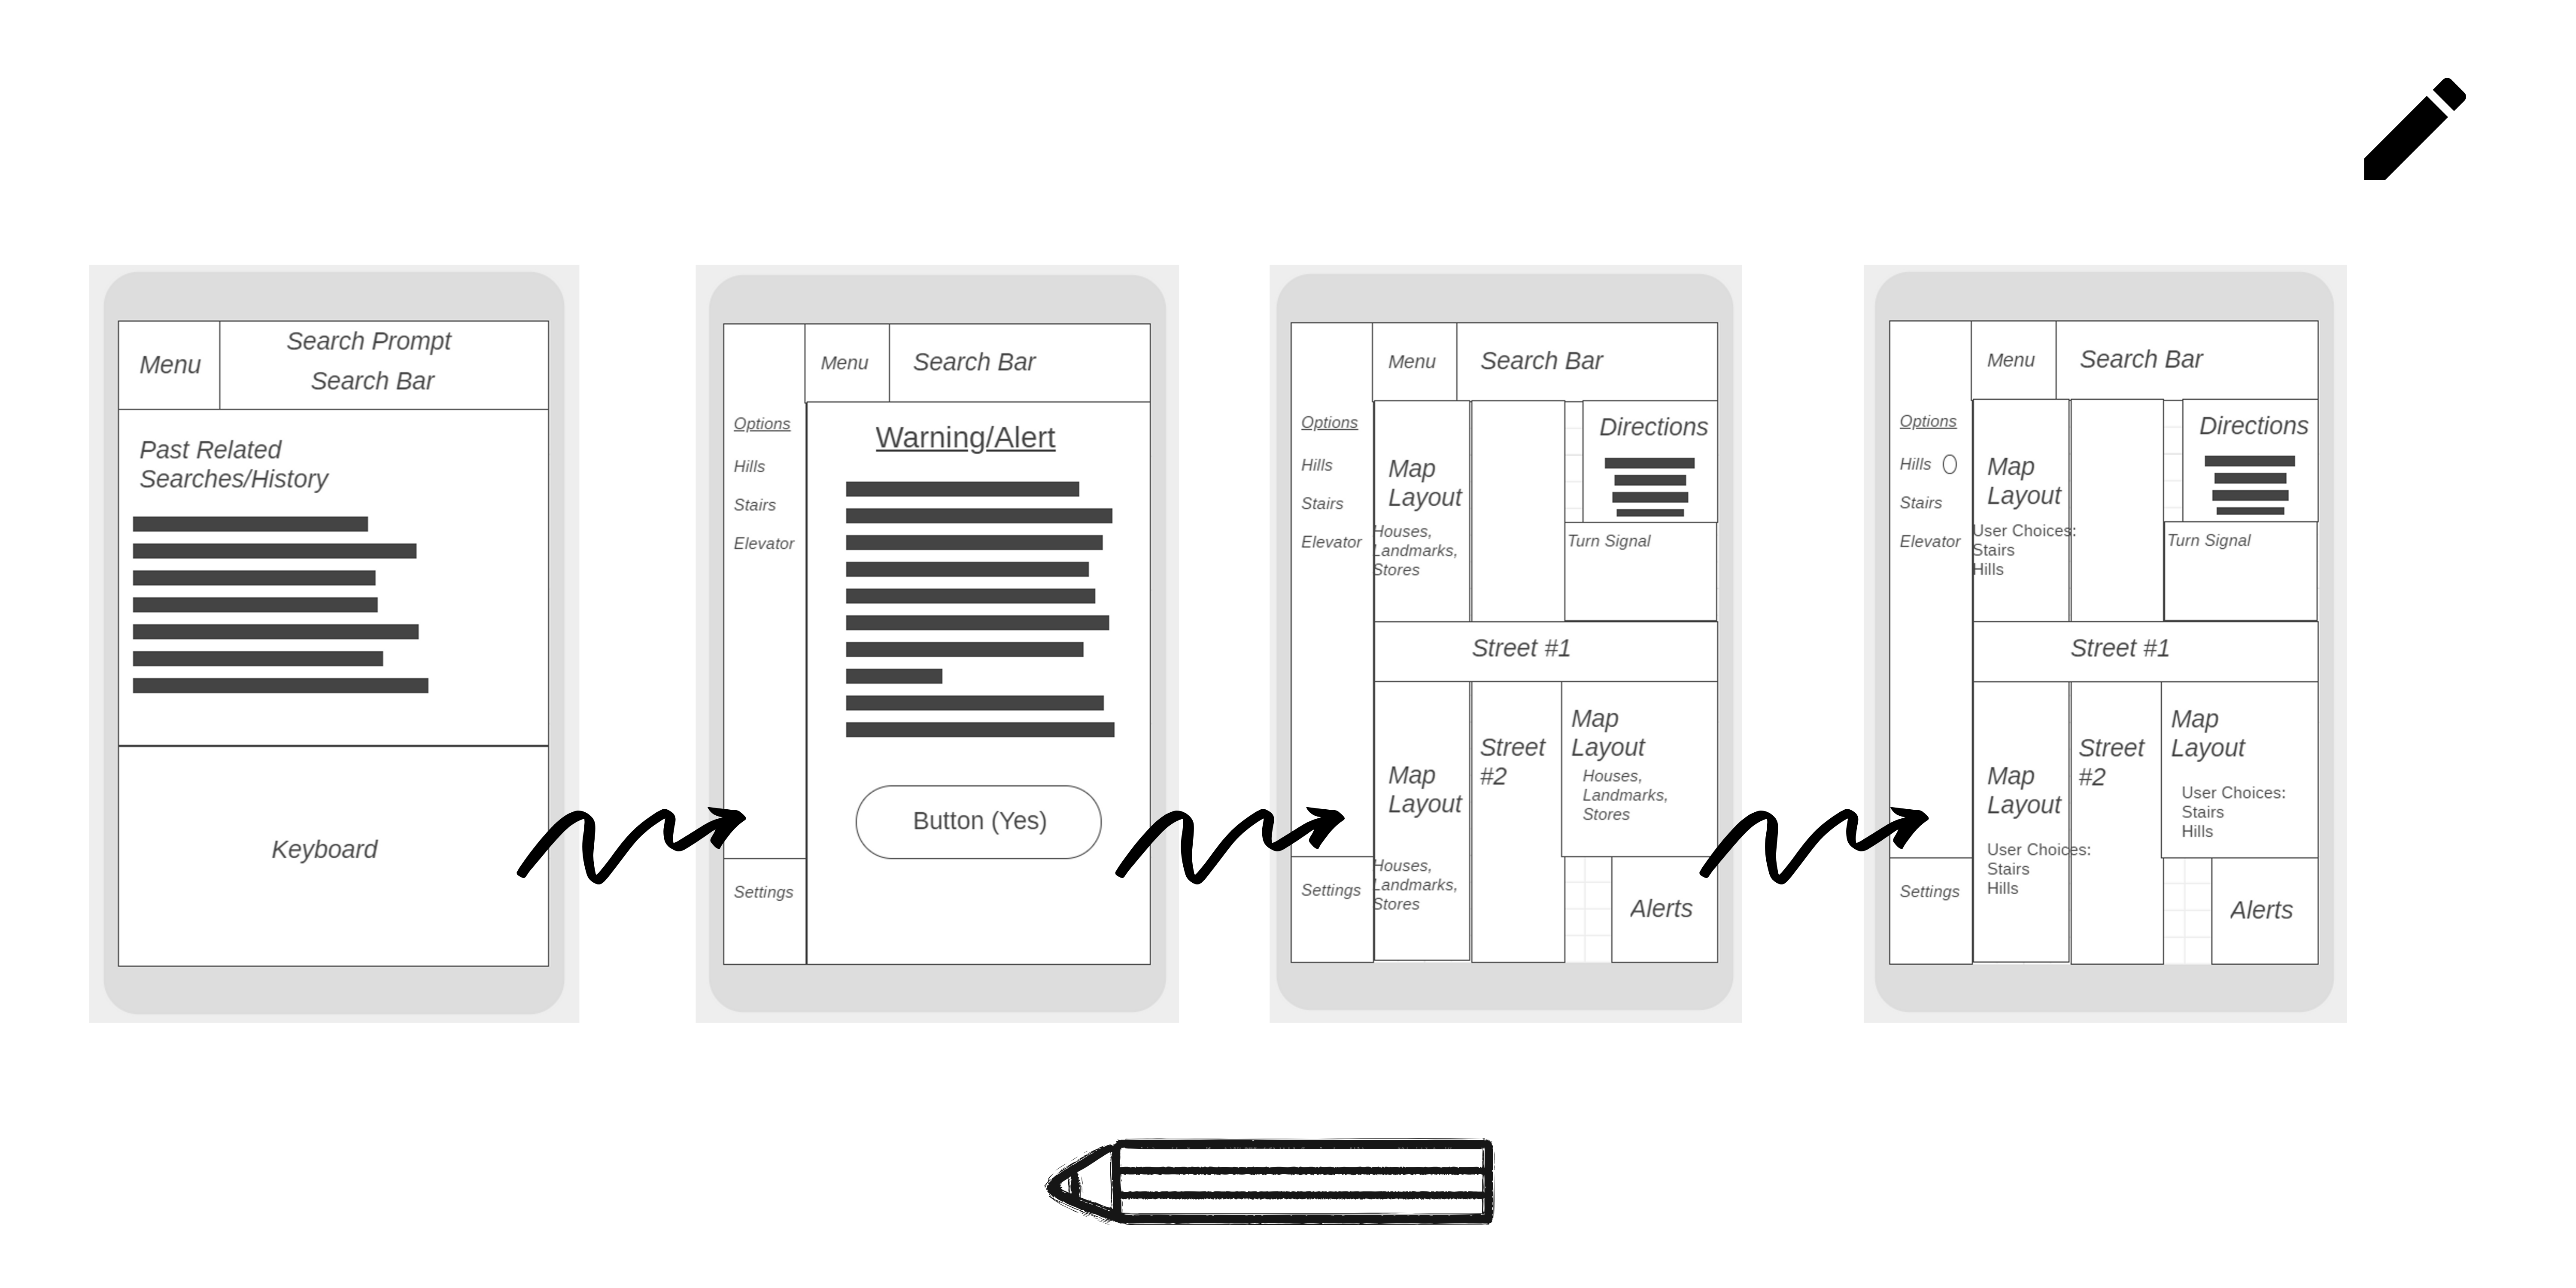 Menu
Search Prompt
Search Bar
Past Related
Searches/History
Keyboard
Menu
Search Bar
Options
Hills
Stairs
Elevator
Settings
Warning/Alert
Button (Yes)
Menu
Search Bar
Options
Hills
Stairs
Elevator
Settings
Map
Layout
Houses,
Landmarks,
Stores
Directions
Turn Signal
Street #1
Map
Layout
Houses,
Landmarks,
Stores
Street
#2
Map
Layout
Houses,
Landmarks,
Stores
Alerts
Menu
Search Bar
Options
Hills
Stairs
Elevator
Settings
Map
Layout
User Choices:
Stairs
Hills
Directions
Turn Signal
Street #1
Map
Layout
User Choices:
Stairs
Hills
Street
#2
Map
Layout
User Choices:
Stairs
Hills
Alerts